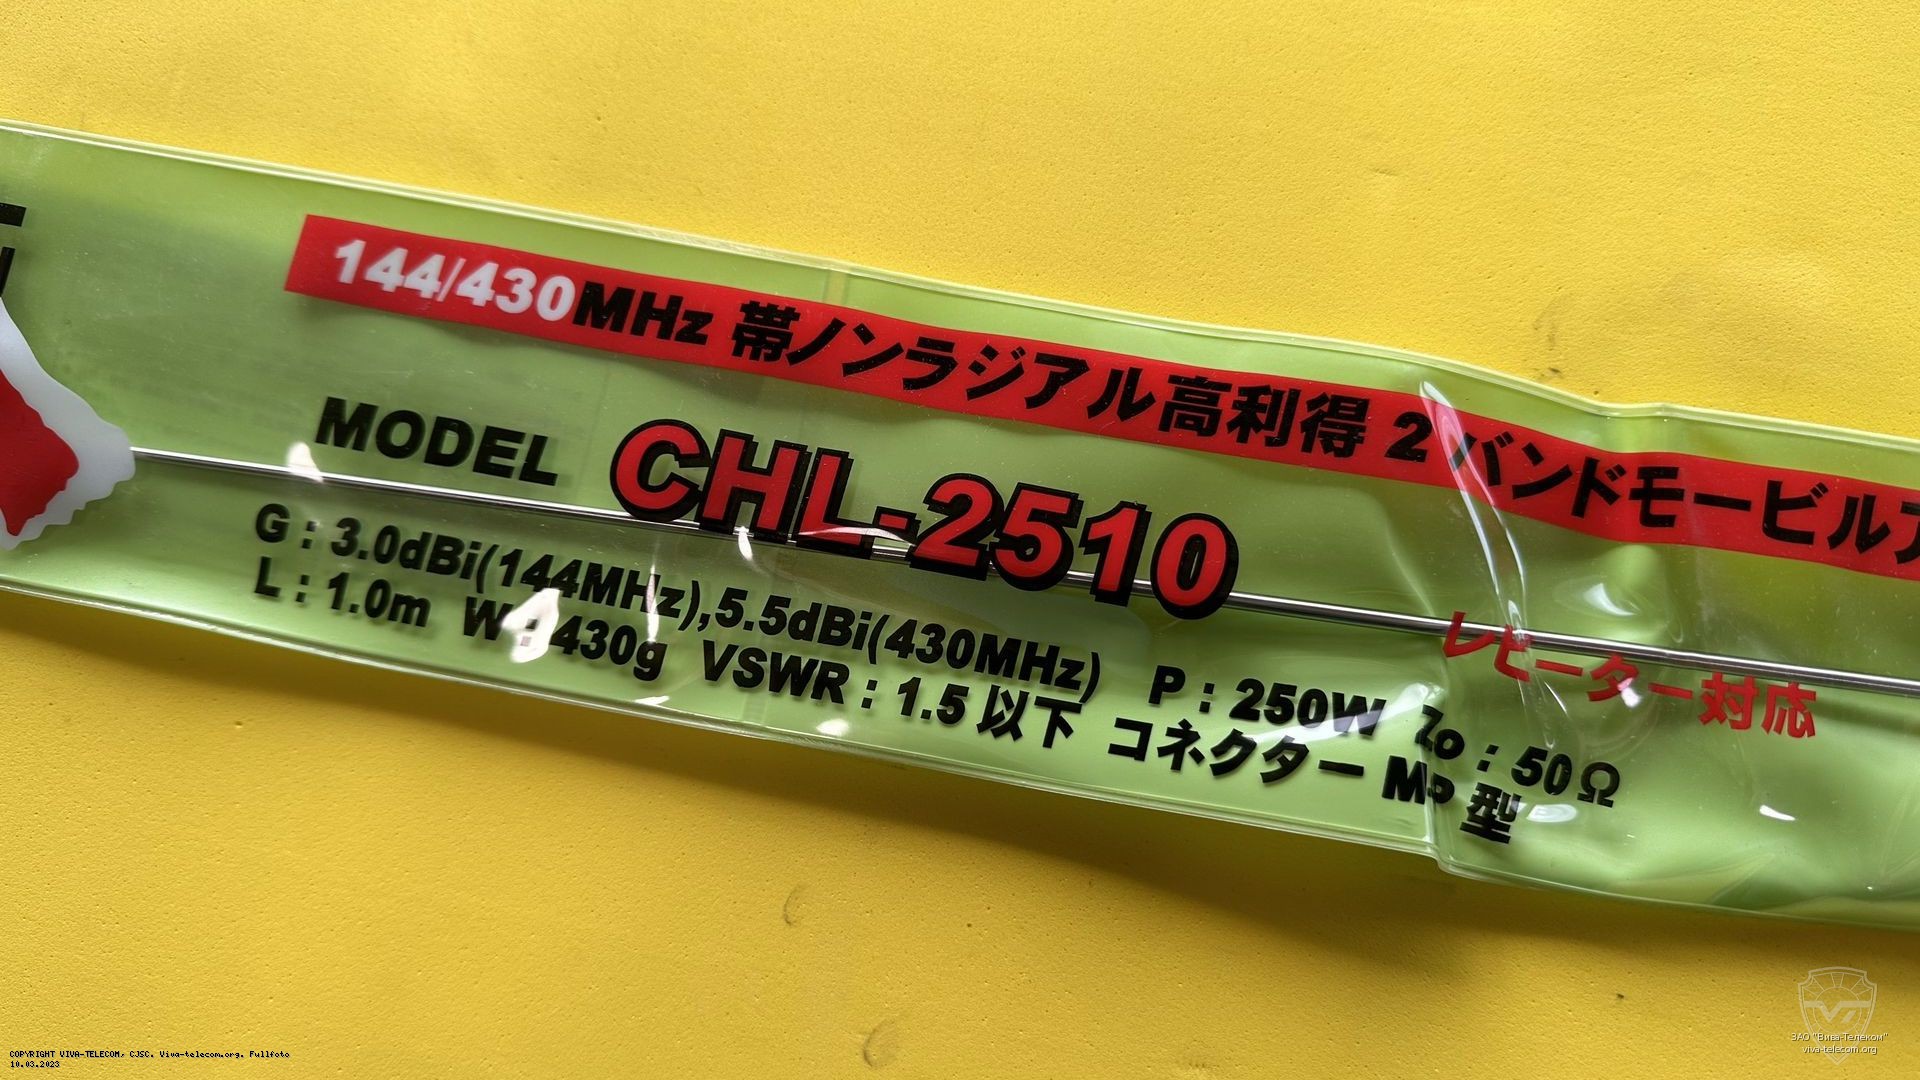 144/430MHz 帯ノンラジアル高利得 2 バンドモービルア
MODEL CHL-2510
レピーター対応
G : 3.0dBi(144MHz),5.5dBi(430MHz) P : 250W Zo : 50Ω
L : 1.0m W : 430g VSWR : 1.5 以下 コネクター Mp 型
COPYRIGHT VIVA-TELECOM, CJSC. Viva-telecom.org. Fullfoto
10.03.2023
ЗАО "Вива-Телеком"
viva-telecom.org